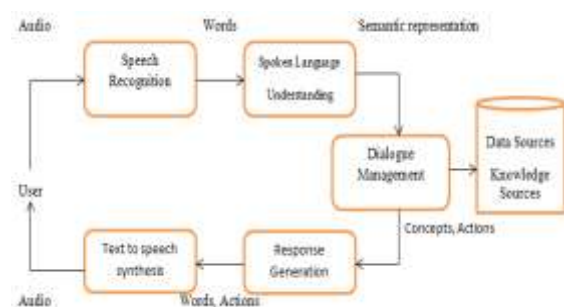 Audio
Words
Semantic representation
Speech
Recognition
Spoken Language
Understanding
Dialogue
Management
Data Sources
Knowledge
Sources
User
Concepts, Actions
Text to speech
synthesis
Response
Generation
Audio
Words, Actions